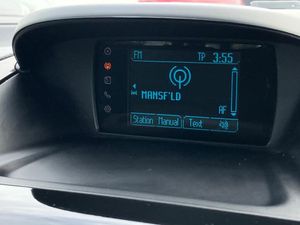 FM TP 3:55
MANSF'LD
AF
Station Manual Text